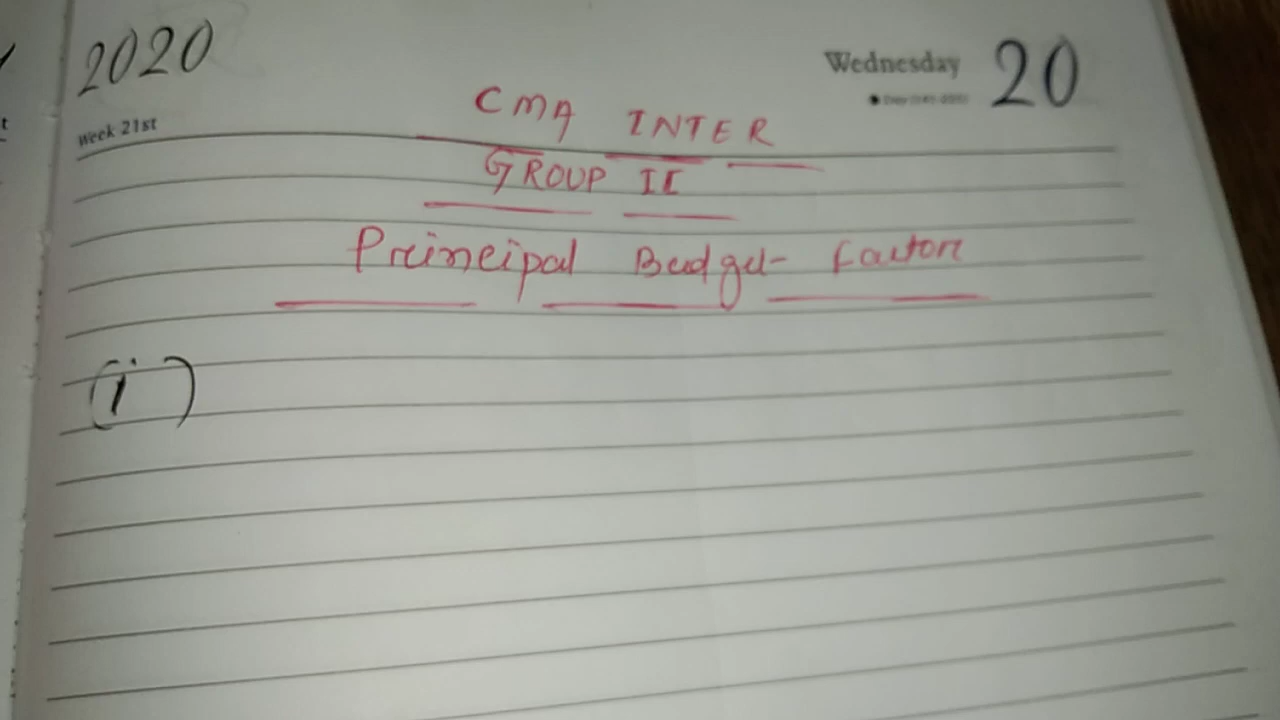 2020
Wednesday 20
week 21st
CMA INTER
GROUP II
Principal Budget Factor
(i)